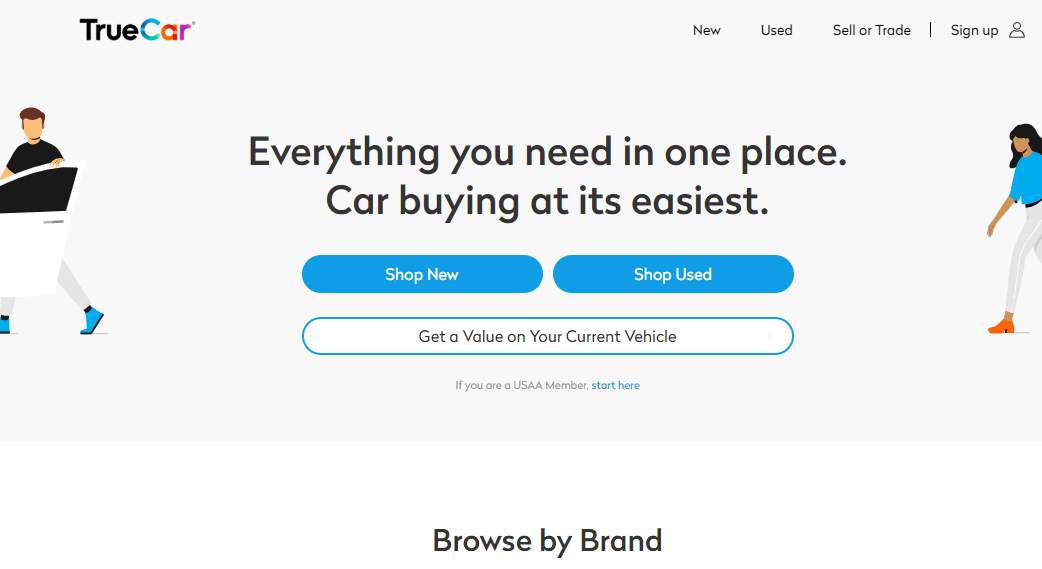 TrueCar
New Used Sell or Trade Sign up
Everything you need in one place.
Car buying at its easiest.
Shop New Shop Used
Get a Value on Your Current Vehicle
If you are a USAA Member, start here
Browse by Brand